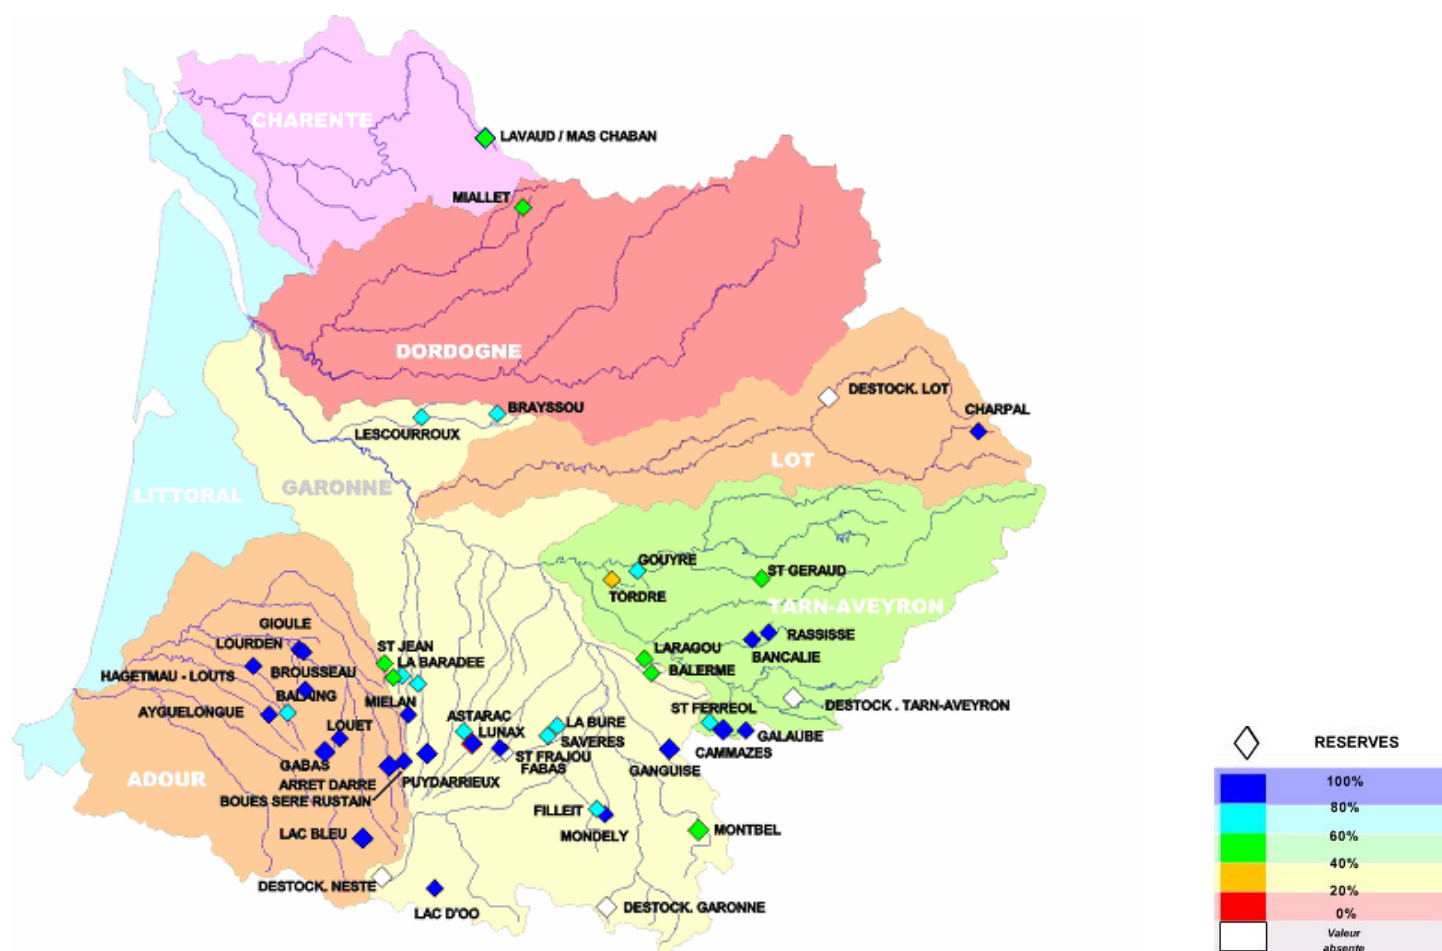 CHARENTE
LAVAUD / MAS CHABAN
MIALLET
DORDOGNE
DESTOCK. LOT
BRAYSSOU
CHARPAL
LESCOURROUX
LOT
GARONNE
LITTORAL
GOUYRE
ST GERAUD
TORDRE
TARN-AVEYRON
GIOULE
RASSISSE
LOURDEN
ST JEAN
LARAGOU
BANCALIE
LA BARADEE
BALERME
HAGETMAU - LOUTS
BROUSSEAU
BALAING
MIELAN
DESTOCK . TARN-AVEYRON
AYGUELONGUE
ST FERREOL
ASTARAC
LA BURE
LOUET
LUNAX
GALAUBE
SAVERES
CAMMAZES
ST FRAJOU
GABAS
FABAS
GANGUISE
ADOUR
ARRET DARRE
PUYDARRIEUX
BOUES SERE RUSTAIN
FILLEIT
LAC BLEU
MONDELY
MONTBEL
DESTOCK. NESTE
LAC D'OO
DESTOCK. GARONNE
RESERVES
100%
80%
60%
40%
20%
0%
Valeur
absente